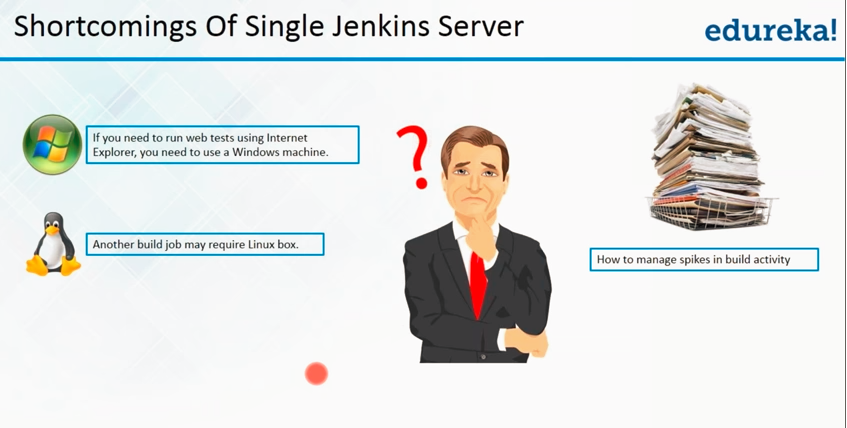 Shortcomings Of Single Jenkins Server
edureka!
If you need to run web tests using Internet
Explorer, you need to use a Windows machine.
?
Another build job may require Linux box.
How to manage spikes in build activity